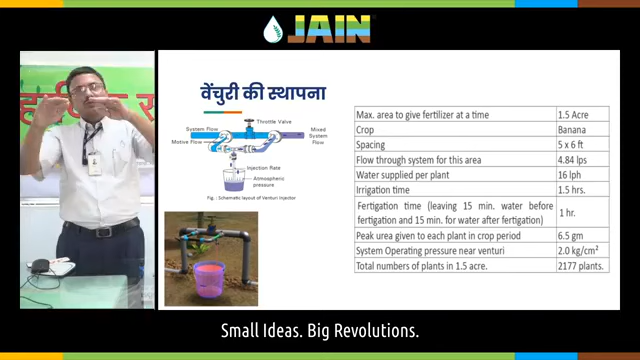 JAIN
वेंचुरी की स्थापना
Throttle Valve
System Flow
Motive Flow
Mixed
System
Flow
Injection Rate
Atmospheric
pressure
Fig. : Schematic layout of Venturi Injector
Max. area to give fertilizer at a time 1.5 Acre
Crop Banana
Spacing 5 x 6 ft
Flow through system for this area 4.84 lps
Water supplied per plant 16 lph
Irrigation time 1.5 hrs.
Fertigation time (leaving 15 min. water before
fertigation and 15 min. for water after fertigation) 1 hr.
Peak urea given to each plant in crop period 6.5 gm
System Operating pressure near venturi 2.0 kg/cm²
Total numbers of plants in 1.5 acre. 2177 plants.
Small Ideas. Big Revolutions.